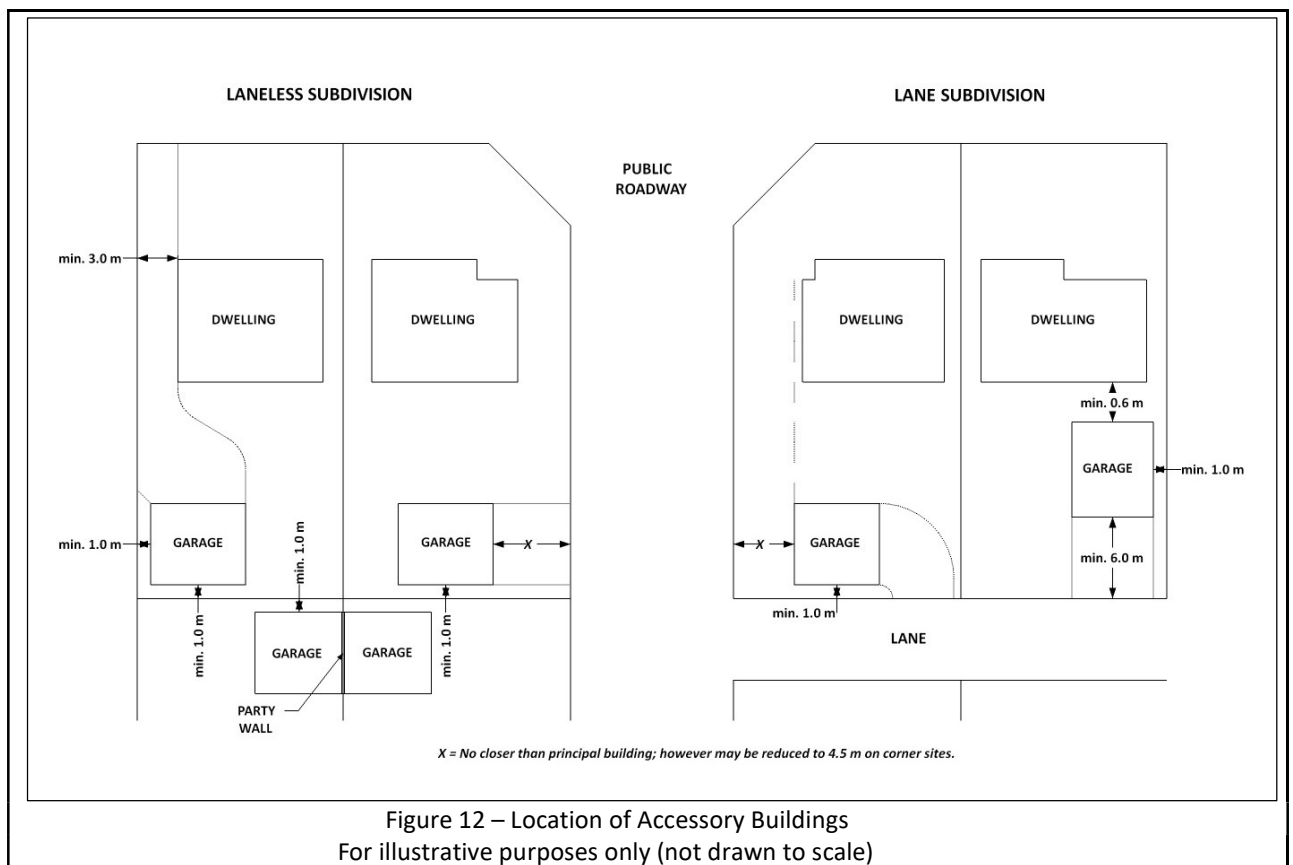 LANELESS SUBDIVISION
LANE SUBDIVISION
PUBLIC
ROADWAY
min. 3.0 m
DWELLING
DWELLING
DWELLING
DWELLING
min. 0.6 m
GARAGE
min. 1.0 m
min. 1.0 m
GARAGE
min. 1.0 m
GARAGE
X
X
GARAGE
min. 6.0 m
min. 1.0 m
min. 1.0 m
min. 1.0 m
GARAGE
GARAGE
LANE
PARTY
WALL
X = No closer than principal building; however may be reduced to 4.5 m on corner sites.
Figure 12 – Location of Accessory Buildings
For illustrative purposes only (not drawn to scale)